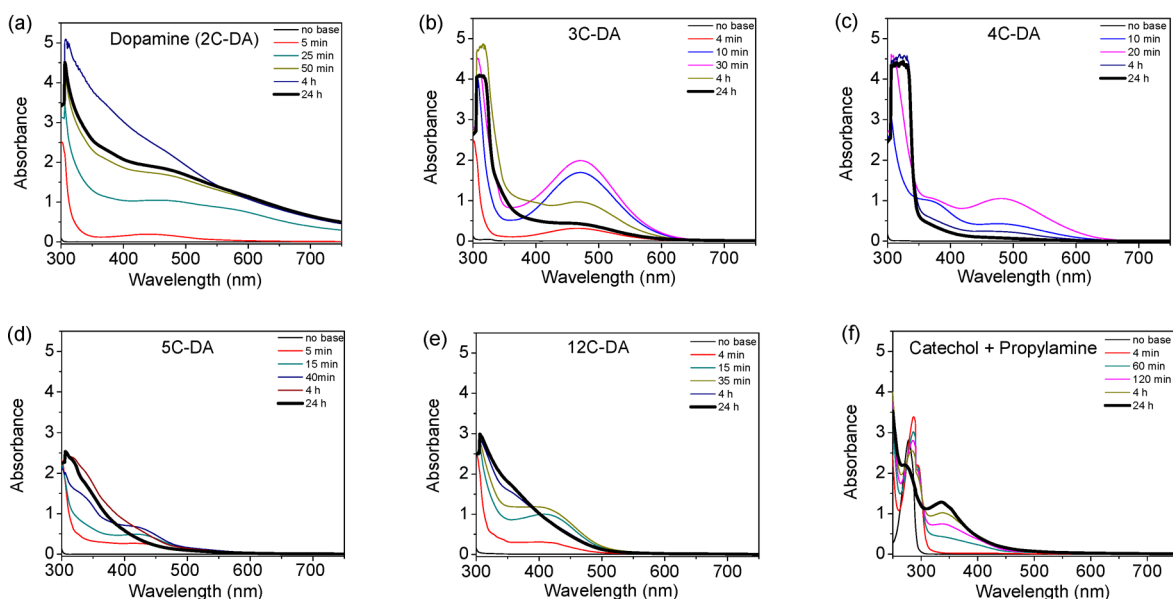 (a)
Dopamine (2C-DA)
no base
5 min
25 min
50 min
4 h
24 h
Absorbance
5
4
3
2
1
0
300 400 500 600 700
Wavelength (nm)
(b)
3C-DA
no base
4 min
10 min
30 min
4 h
24 h
Absorbance
5
4
3
2
1
0
300 400 500 600 700
Wavelength (nm)
(c)
4C-DA
no base
10 min
20 min
4 h
24 h
Absorbance
5
4
3
2
1
0
300 400 500 600 700
Wavelength (nm)
(d)
5C-DA
no base
5 min
15 min
40min
4 h
24 h
Absorbance
5
4
3
2
1
0
300 400 500 600 700
Wavelength (nm)
(e)
12C-DA
no base
4 min
15 min
35 min
4 h
24 h
Absorbance
5
4
3
2
1
0
300 400 500 600 700
Wavelength (nm)
(f)
Catechol + Propylamine
no base
4 min
60 min
120 min
4 h
24 h
Absorbance
5
4
3
2
1
0
300 400 500 600 700
Wavelength (nm)